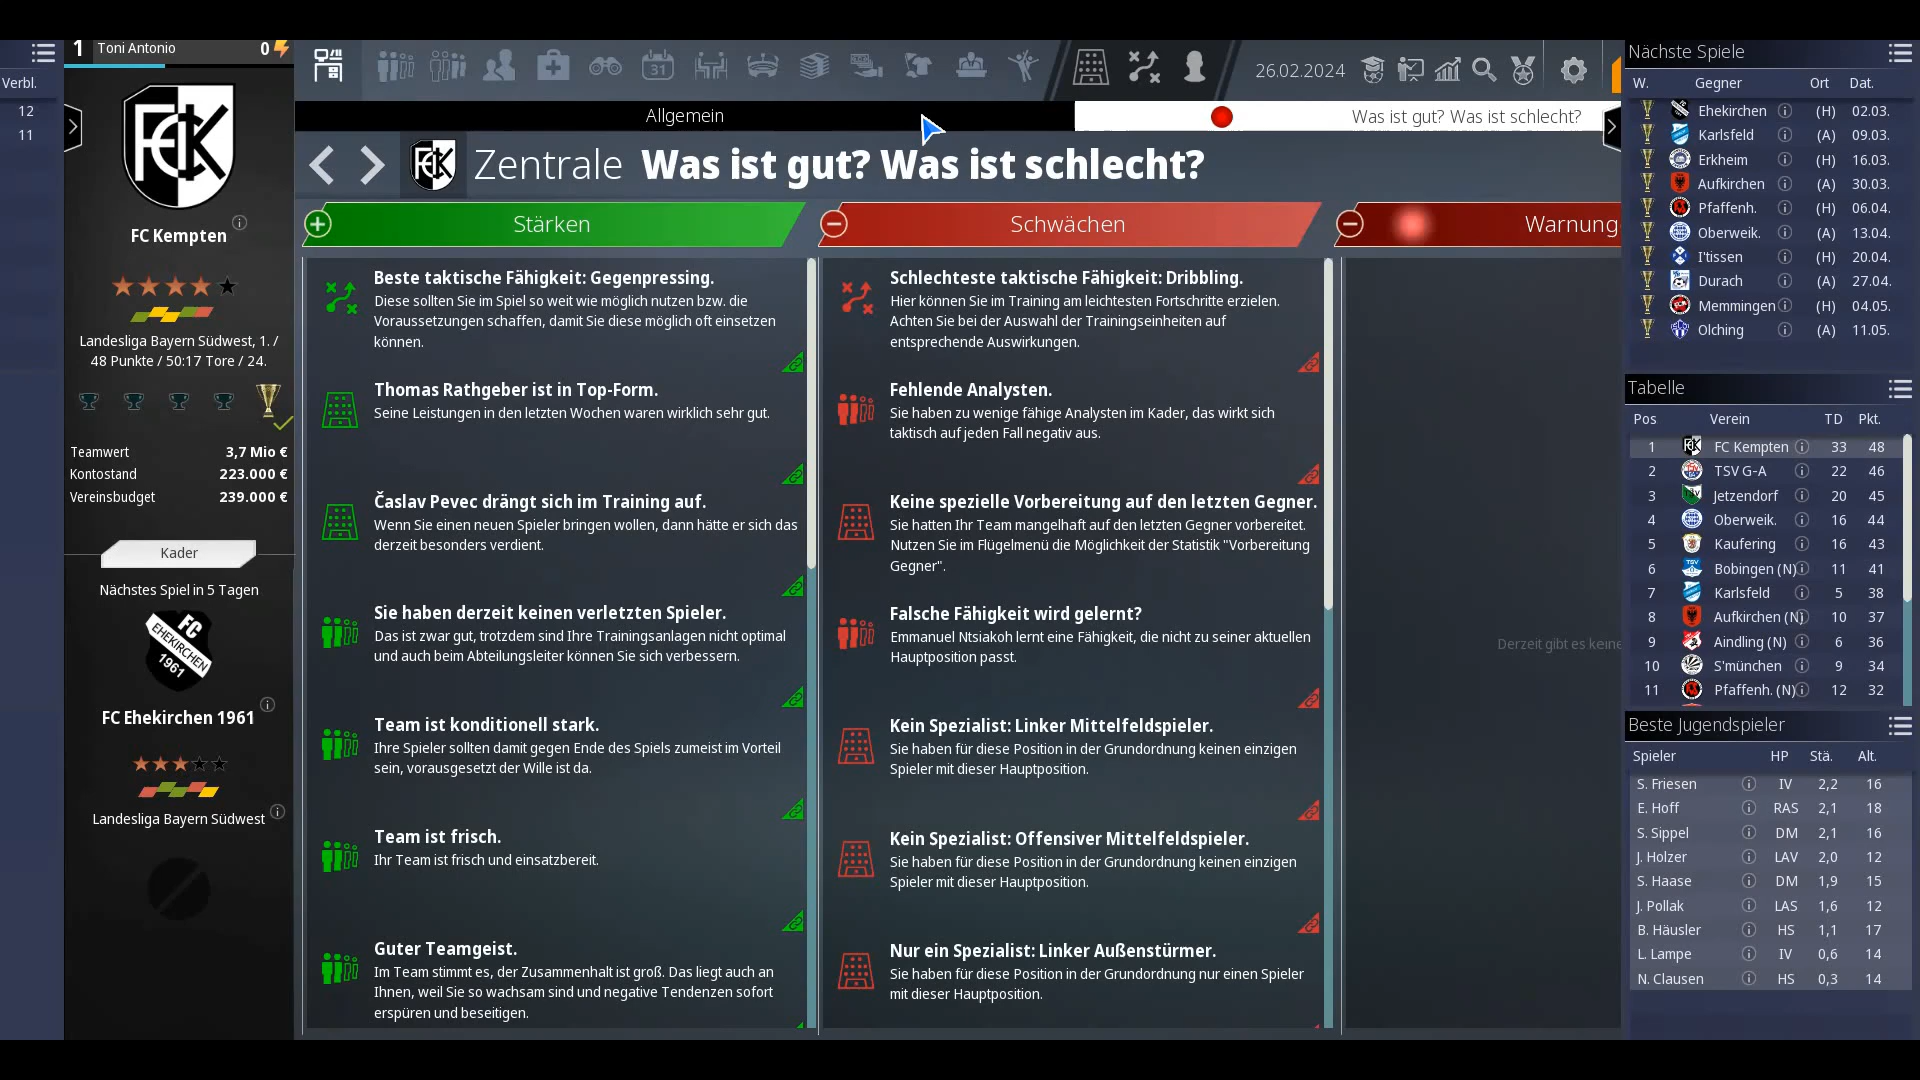 Verbl.
12
11
1 Toni Antonio 0
FC Kempten
Landesliga Bayern Südwest, 1. /
48 Punkte / 50:17 Tore / 24.
Teamwert 3,7 Mio €
Kontostand 223.000 €
Vereinsbudget 239.000 €
Kader
Nächstes Spiel in 5 Tagen
FC
EHEKIRCHEN
1961
FC Ehekirchen 1961
Landesliga Bayern Südwest
31
26.02.2024
Allgemein
Was ist gut? Was ist schlecht?
Zentrale Was ist gut? Was ist schlecht?
Stärken
Beste taktische Fähigkeit: Gegenpressing.
Diese sollten Sie im Spiel so weit wie möglich nutzen bzw. die
Voraussetzungen schaffen, damit Sie diese möglich oft einsetzen
können.
Thomas Rathgeber ist in Top-Form.
Seine Leistungen in den letzten Wochen waren wirklich sehr gut.
Časlav Pevec drängt sich im Training auf.
Wenn Sie einen neuen Spieler bringen wollen, dann hätte er sich das
derzeit besonders verdient.
Sie haben derzeit keinen verletzten Spieler.
Das ist zwar gut, trotzdem sind Ihre Trainingsanlagen nicht optimal
und auch beim Abteilungsleiter können Sie sich verbessern.
Team ist konditionell stark.
Ihre Spieler sollten damit gegen Ende des Spiels zumeist im Vorteil
sein, vorausgesetzt der Wille ist da.
Team ist frisch.
Ihr Team ist frisch und einsatzbereit.
Guter Teamgeist.
Im Team stimmt es, der Zusammenhalt ist groß. Das liegt auch an
Ihnen, weil Sie so wachsam sind und negative Tendenzen sofort
erspüren und beseitigen.
Schwächen
Schlechteste taktische Fähigkeit: Dribbling.
Hier können Sie im Training am leichtesten Fortschritte erzielen.
Achten Sie bei der Auswahl der Trainingseinheiten auf
entsprechende Auswirkungen.
Fehlende Analysten.
Sie haben zu wenige fähige Analysten im Kader, das wirkt sich
taktisch auf jeden Fall negativ aus.
Keine spezielle Vorbereitung auf den letzten Gegner.
Sie hatten Ihr Team mangelhaft auf den letzten Gegner vorbereitet.
Nutzen Sie im Flügelmenü die Möglichkeit der Statistik "Vorbereitung
Gegner".
Falsche Fähigkeit wird gelernt?
Emmanuel Ntsiakoh lernt eine Fähigkeit, die nicht zu seiner aktuellen
Hauptposition passt.
Kein Spezialist: Linker Mittelfeldspieler.
Sie haben für diese Position in der Grundordnung keinen einzigen
Spieler mit dieser Hauptposition.
Kein Spezialist: Offensiver Mittelfeldspieler.
Sie haben für diese Position in der Grundordnung keinen einzigen
Spieler mit dieser Hauptposition.
Nur ein Spezialist: Linker Außenstürmer.
Sie haben für diese Position in der Grundordnung nur einen Spieler
mit dieser Hauptposition.
Warnung
Derzeit gibt es keine
Nächste Spiele
W. Gegner Ort Dat.
Ehekirchen (H) 02.03.
Karlsfeld (A) 09.03.
Erkheim (H) 16.03.
Aufkirchen (A) 30.03.
Pfaffenh. (H) 06.04.
Oberweik. (A) 13.04.
I'tissen (H) 20.04.
Durach (A) 27.04.
Memmingen (H) 04.05.
Olching (A) 11.05.
Tabelle
Pos Verein TD Pkt.
1 FC Kempten 33 48
2 TSV G-A 22 46
3 Jetzendorf 20 45
4 Oberweik. 16 44
5 Kaufering 16 43
6 Bobingen (N) 11 41
7 Karlsfeld 5 38
8 Aufkirchen (N) 10 37
9 Aindling (N) 6 36
10 S'münchen 9 34
11 Pfaffenh. (N) 12 32
Beste Jugendspieler
Spieler HP Stä. Alt.
S. Friesen IV 2,2 16
E. Hoff RAS 2,1 18
S. Sippel DM 2,1 16
J. Holzer LAV 2,0 12
S. Haase DM 1,9 15
J. Pollak LAS 1,6 12
B. Häusler HS 1,1 17
L. Lampe IV 0,6 14
N. Clausen HS 0,3 14